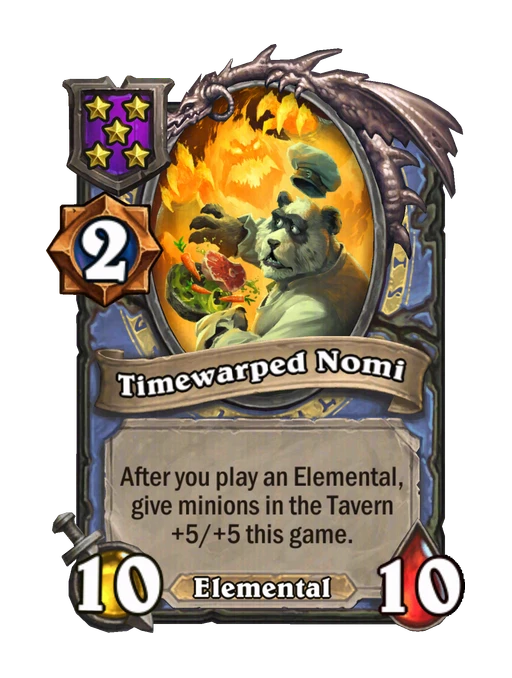 2
Timewarped Nomi
After you play an Elemental,
give minions in the Tavern
+5/+5 this game.
10
Elemental
10